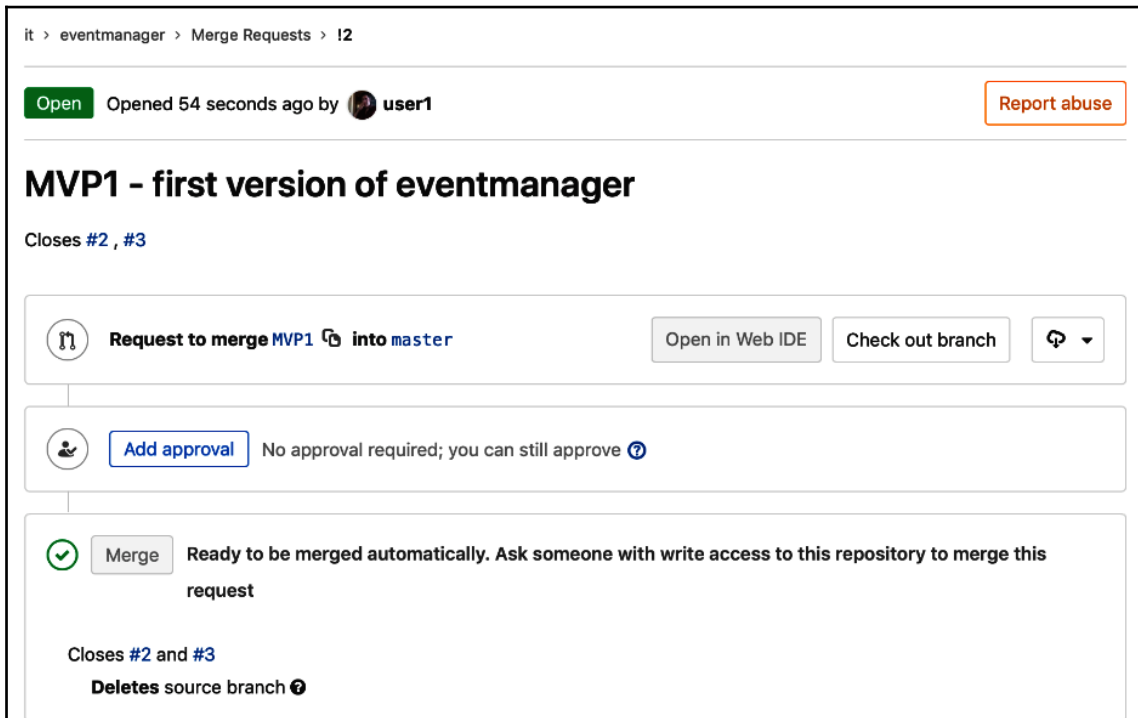 it > eventmanager > Merge Requests > !2
Open Opened 54 seconds ago by user1 Report abuse
MVP1 - first version of eventmanager
Closes #2 , #3
Request to merge MVP1 into master Open in Web IDE Check out branch
Add approval No approval required; you can still approve
Merge Ready to be merged automatically. Ask someone with write access to this repository to merge this
request
Closes #2 and #3
Deletes source branch